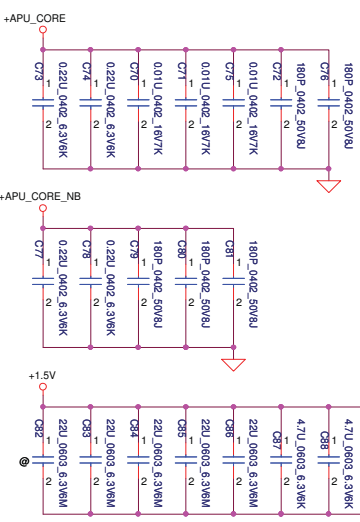 +APU_CORE
C73 1 2 0.22U_0402_6.3V6K
C74 1 2 0.22U_0402_6.3V6K
C70 1 2 0.01U_0402_16V7K
C71 1 2 0.01U_0402_16V7K
C75 1 2 0.01U_0402_16V7K
C72 1 2 180P_0402_50V8J
C76 1 2 180P_0402_50V8J
+APU_CORE_NB
C77 1 2 0.22U_0402_6.3V6K
C78 1 2 0.22U_0402_6.3V6K
C79 1 2 180P_0402_50V8J
C80 1 2 180P_0402_50V8J
C81 1 2 180P_0402_50V8J
+1.5V
@ C82 1 2 22U_0603_6.3V6M
C83 1 2 22U_0603_6.3V6M
C84 1 2 22U_0603_6.3V6M
C85 1 2 22U_0603_6.3V6M
C86 1 2 22U_0603_6.3V6M
C87 1 2 4.7U_0603_6.3V6K
C88 1 2 4.7U_0603_6.3V6K